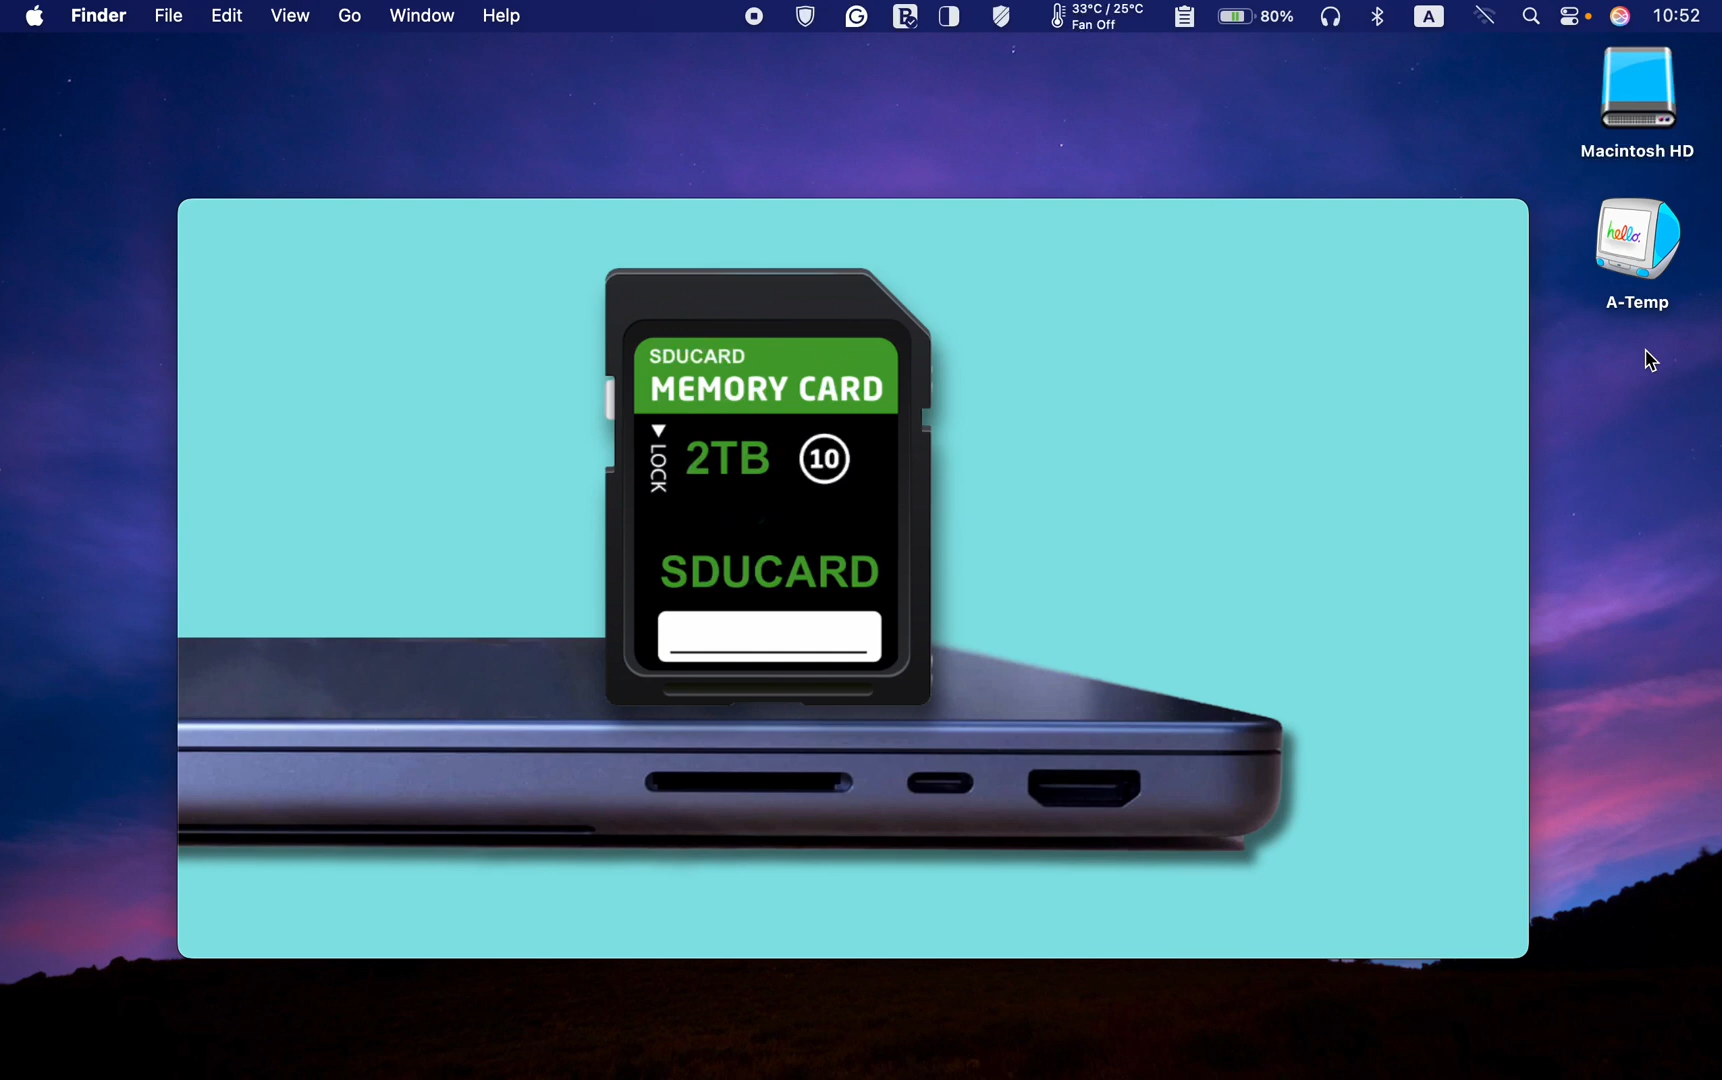 Finder File Edit View Go Window Help 33°C / 25°C 80% A 10:52
Fan Off
Macintosh HD
hello.
A-Temp
SDUCARD
MEMORY CARD
LOCK
2TB 10
SDUCARD